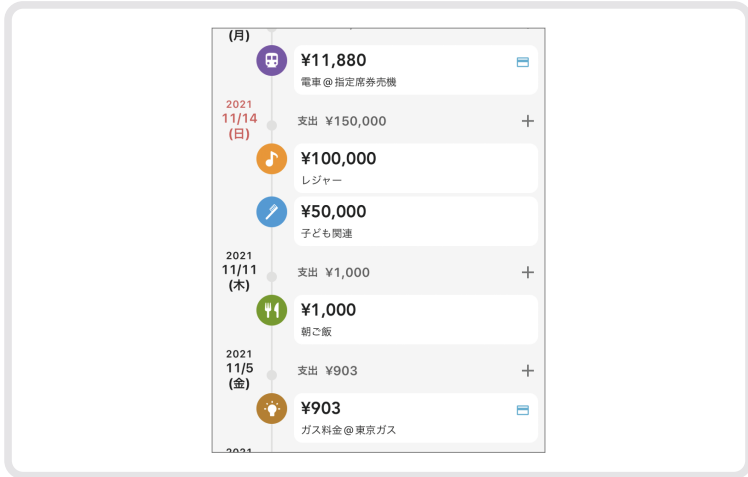 (月)
¥11,880
電車@指定席券売機
2021
11/14
(日)
支出 ¥150,000
¥100,000
レジャー
¥50,000
子ども関連
2021
11/11
(木)
支出 ¥1,000
¥1,000
朝ご飯
2021
11/5
(金)
支出 ¥903
¥903
ガス料金@東京ガス
2021